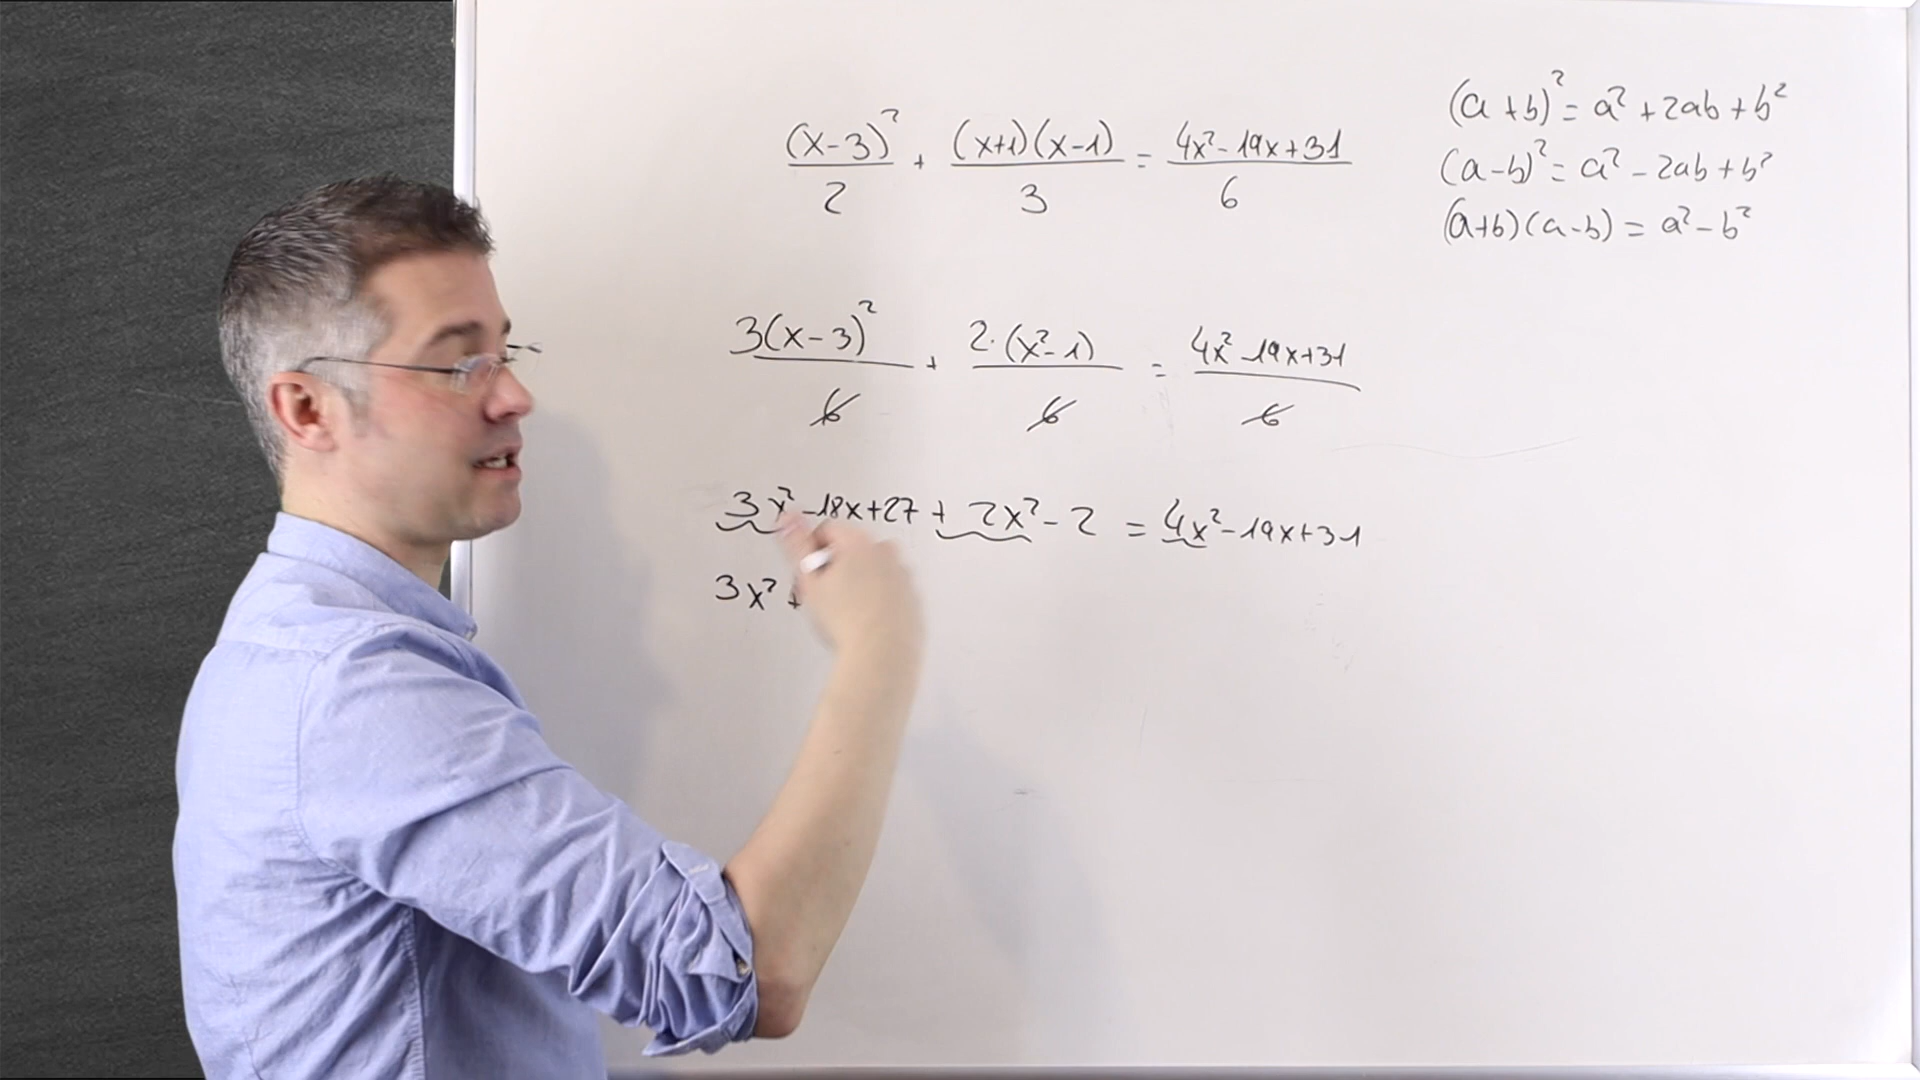 (x-3)²/2 + (x+1)(x-1)/3 = 4x²-19x+31/6
(a+b)² = a²+2ab+b²
(a-b)² = a²-2ab+b²
(a+b)(a-b) = a²-b²
3(x-3)²/6 + 2·(x²-1)/6 = 4x²-19x+31/6
3x²-18x+27+2x²-2 = 4x²-19x+31
3x²+